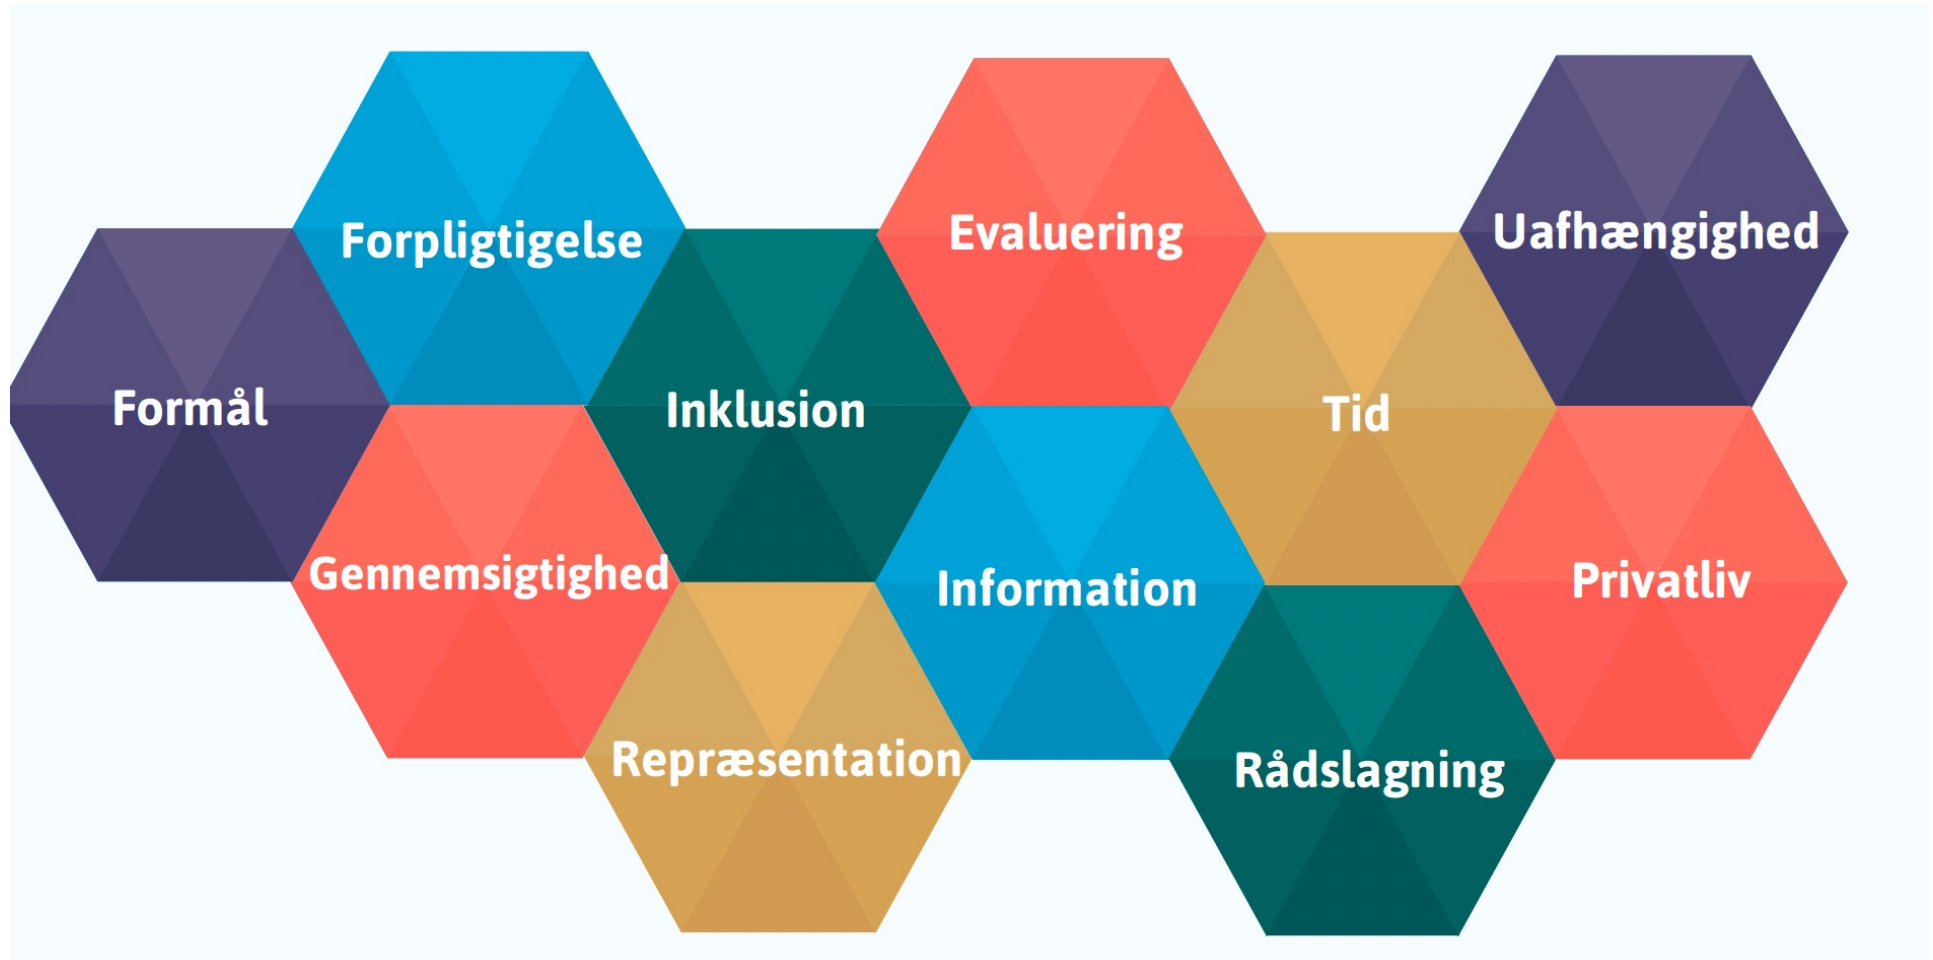 Formål
Forpligtigelse
Gennemsigtighed
Inklusion
Repræsentation
Evaluering
Information
Tid
Rådslagning
Uafhængighed
Privatliv